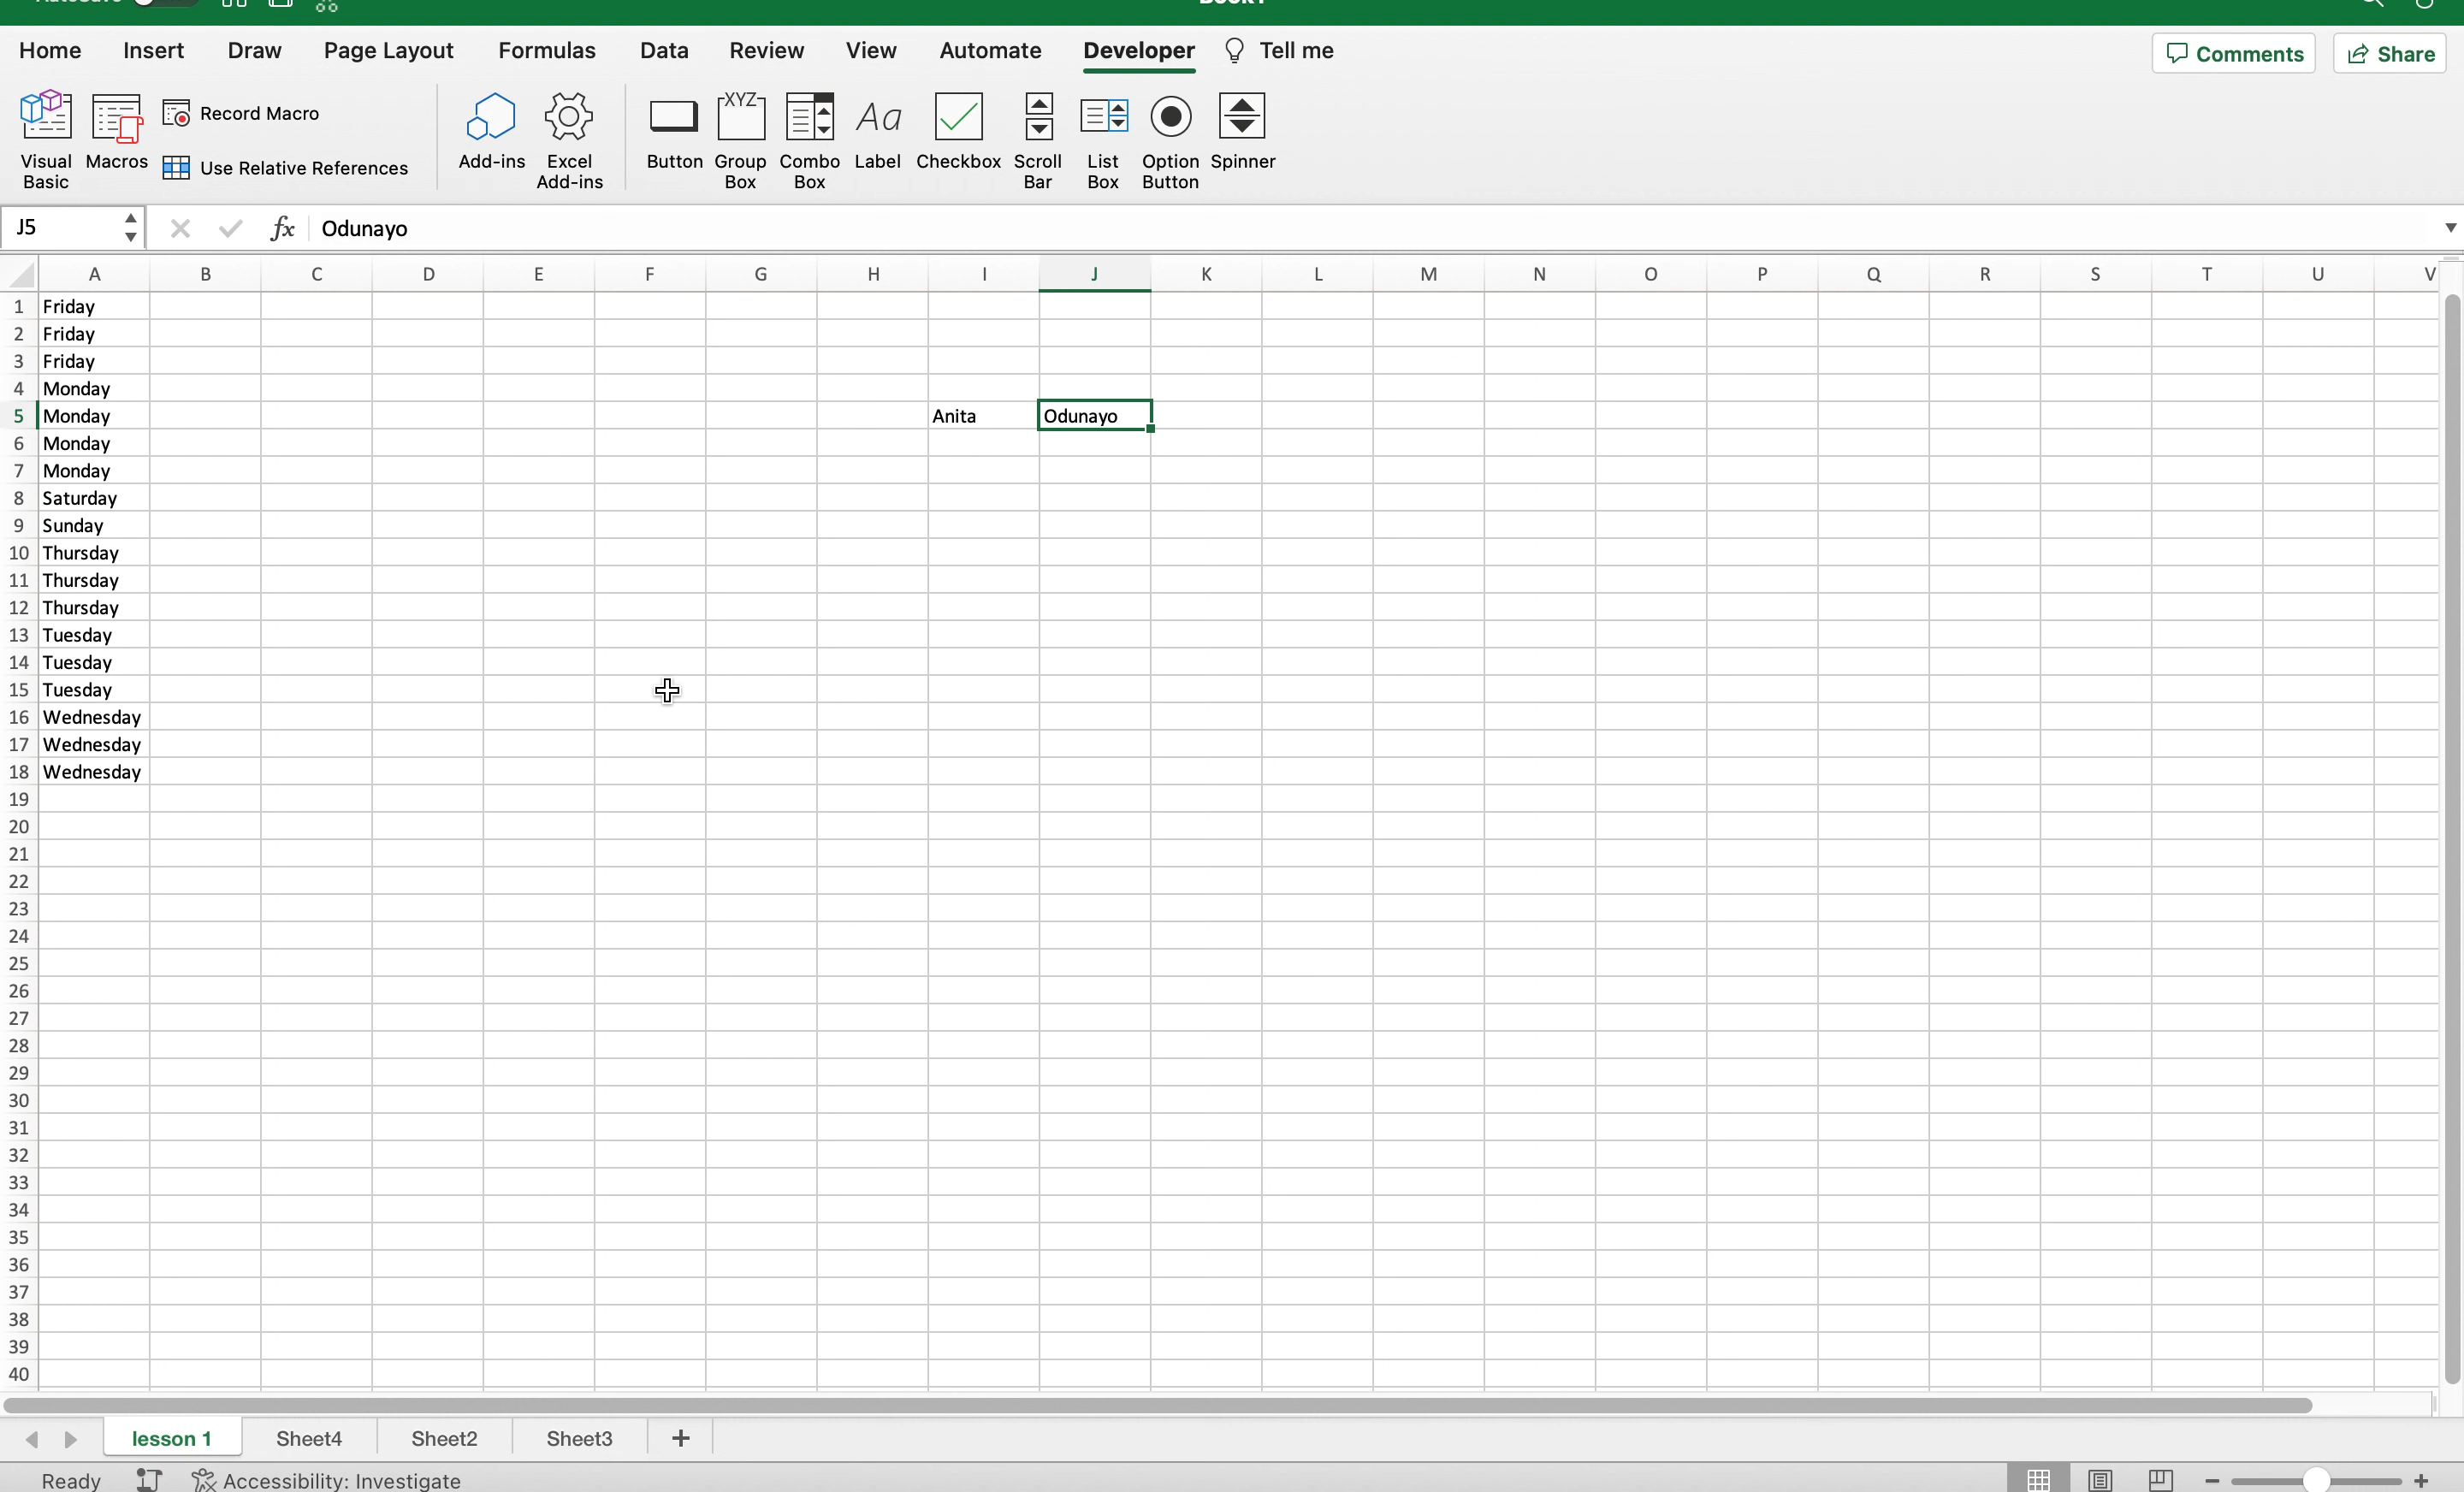 Home Insert Draw Page Layout Formulas Data Review View Automate Developer Tell me Comments Share
Visual Basic
Macros
Record Macro
Use Relative References
Add-ins
Excel Add-ins
Button
XYZ
Group Box
Combo Box
Aa
Label
Checkbox
Scroll Bar
List Box
Option Button
Spinner
J5 fx Odunayo
A B C D E F G H I J K L M N O P Q R S T U V
1 Friday
2 Friday
3 Friday
4 Monday
5 Monday Anita Odunayo
6 Monday
7 Monday
8 Saturday
9 Sunday
10 Thursday
11 Thursday
12 Thursday
13 Tuesday
14 Tuesday
15 Tuesday
16 Wednesday
17 Wednesday
18 Wednesday
19
20
21
22
23
24
25
26
27
28
29
30
31
32
33
34
35
36
37
38
39
40
lesson 1 Sheet4 Sheet2 Sheet3 +
Ready Accessibility: Investigate